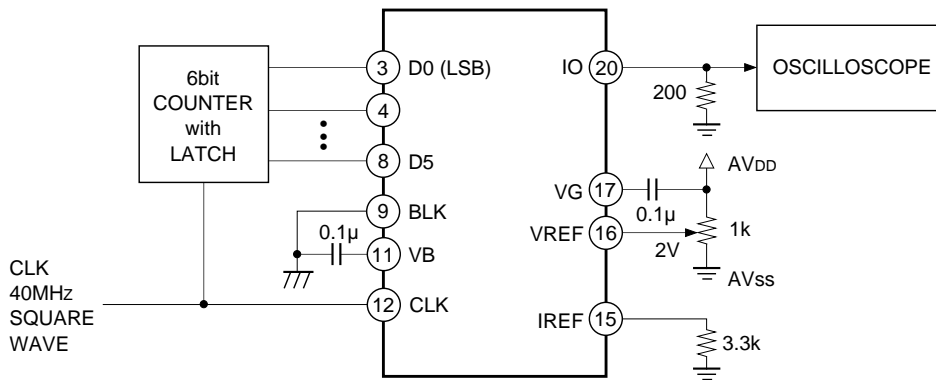 6bit
COUNTER
with
LATCH
3 D0 (LSB)
4
8 D5
9 BLK
0.1µ
11 VB
12 CLK
CLK
40MHz
SQUARE
WAVE
IO 20
200
OSCILLOSCOPE
AVDD
VG 17
0.1µ
1k
VREF 16
2V
AVSS
IREF 15
3.3k